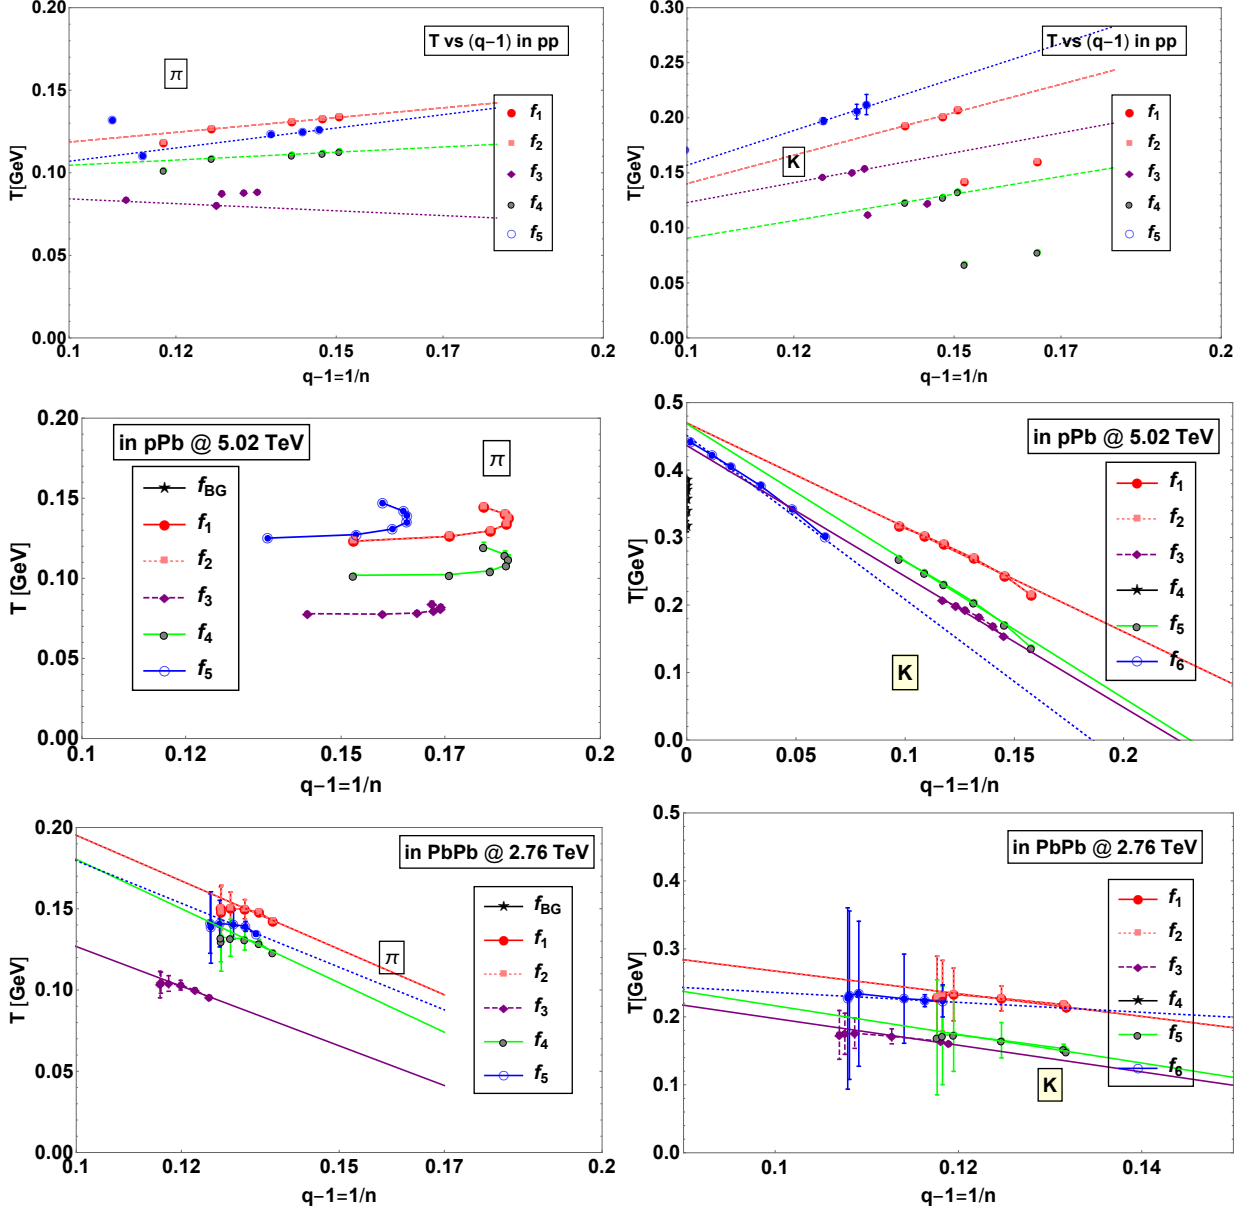 0.20
T vs (q−1) in pp
π
0.15
f1
f2
0.10
f3
f4
0.05
f5
0.00
T[GeV]
0.1
0.12
0.15
0.17
0.2
q−1=1/n
0.30
T vs (q−1) in pp
0.25
0.20
K
0.15
f1
f2
f3
0.10
f4
0.05
f5
0.00
T[GeV]
0.1
0.12
0.15
0.17
0.2
q−1=1/n
0.20
in pPb @ 5.02 TeV
π
fBG
0.15
f1
f2
0.10
f3
f4
0.05
f5
0.00
T [GeV]
0.1
0.12
0.15
0.17
0.2
q−1=1/n
0.5
in pPb @ 5.02 TeV
0.4
f1
f2
0.3
f3
0.2
f4
f5
0.1
K
f6
0.0
T[GeV]
0
0.05
0.1
0.15
0.2
q−1=1/n
0.20
in PbPb @ 2.76 TeV
fBG
0.15
f1
π
f2
0.10
f3
f4
0.05
f5
0.00
T [GeV]
0.1
0.12
0.15
0.17
0.2
q−1=1/n
0.5
in PbPb @ 2.76 TeV
0.4
f1
f2
0.3
f3
f4
0.2
f5
0.1
K
f6
0.0
T[GeV]
0.1
0.12
0.14
q−1=1/n